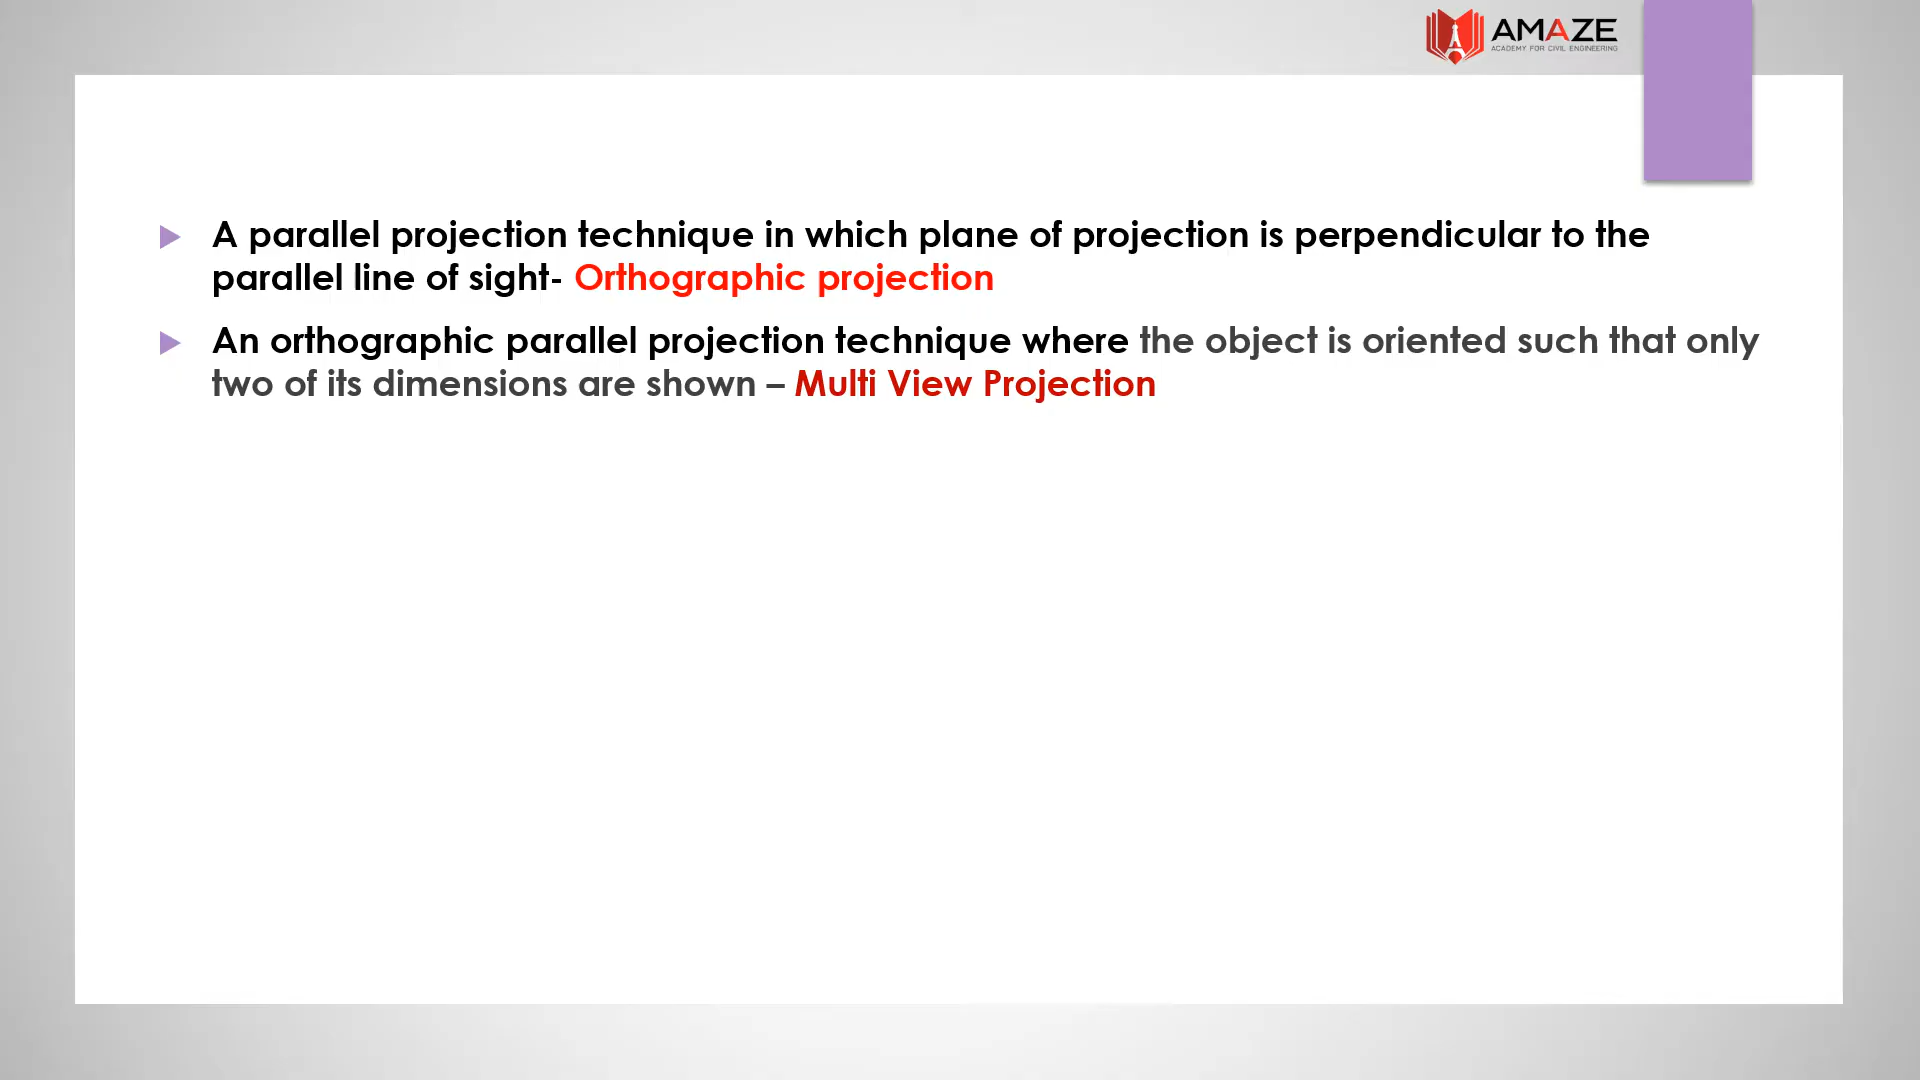 AMAZE
ACADEMY FOR CIVIL ENGINEERING
A parallel projection technique in which plane of projection is perpendicular to the
parallel line of sight- Orthographic projection
An orthographic parallel projection technique where the object is oriented such that only
two of its dimensions are shown – Multi View Projection